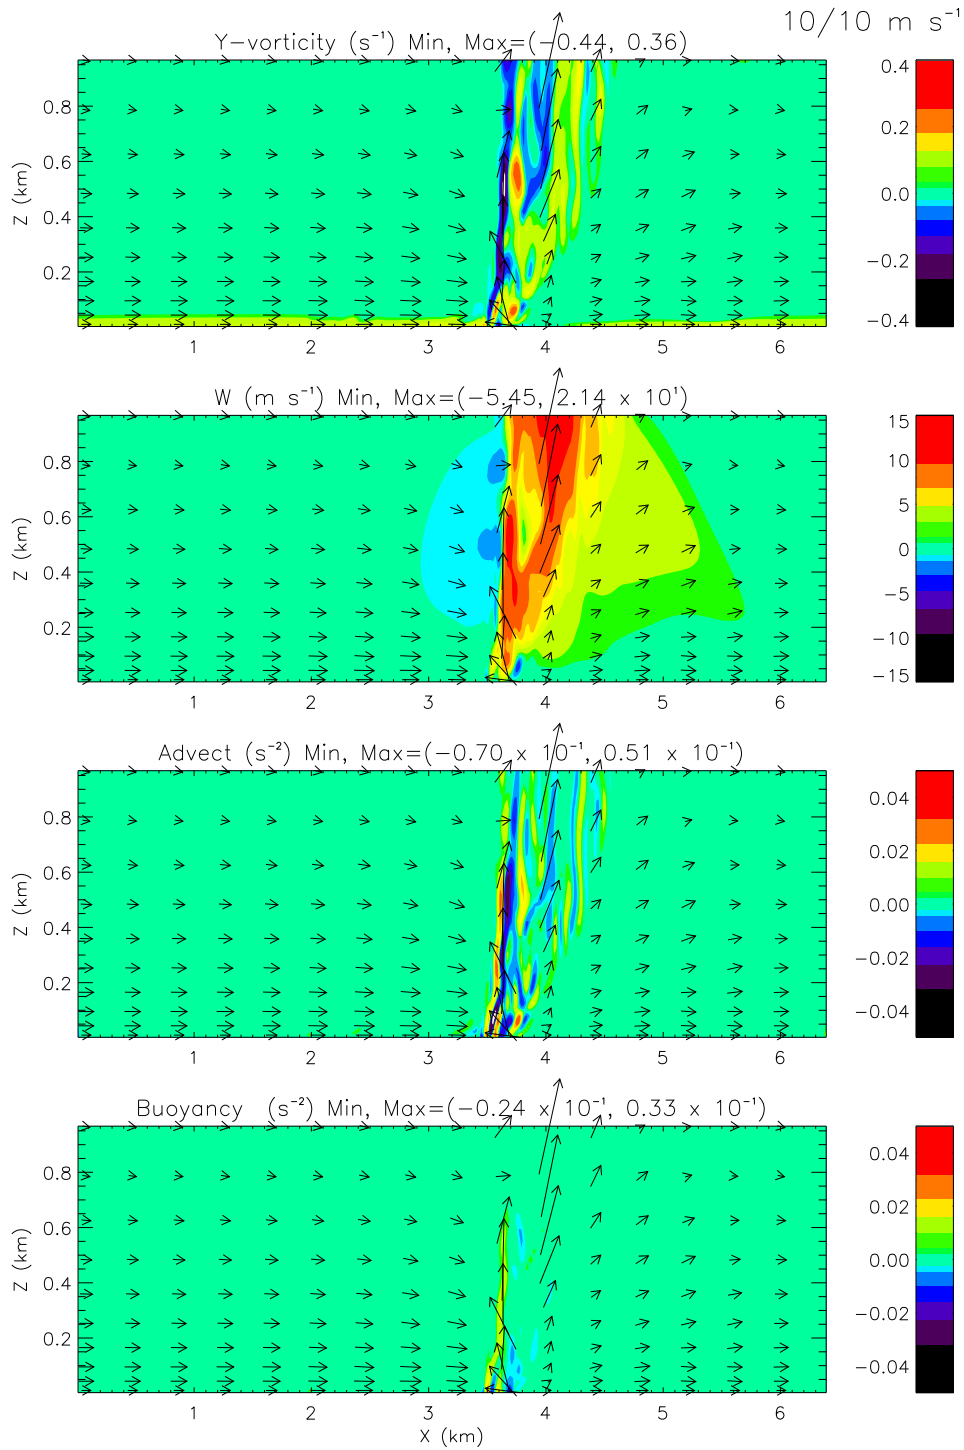 10/10 m s⁻¹
Y-vorticity (s⁻¹) Min, Max=(-0.44, 0.36)
Z (km)
0.8
0.6
0.4
0.2
1 2 3 4 5 6
0.4
0.2
0.0
-0.2
-0.4
W (m s⁻¹) Min, Max=(-5.45, 2.14 x 10¹)
Z (km)
0.8
0.6
0.4
0.2
1 2 3 4 5 6
15
10
5
0
-5
-10
-15
Advect (s⁻²) Min, Max=(-0.70 x 10⁻¹, 0.51 x 10⁻¹)
Z (km)
0.8
0.6
0.4
0.2
1 2 3 4 5 6
0.04
0.02
0.00
-0.02
-0.04
Buoyancy (s⁻²) Min, Max=(-0.24 x 10⁻¹, 0.33 x 10⁻¹)
Z (km)
0.8
0.6
0.4
0.2
1 2 3 4 5 6
X (km)
0.04
0.02
0.00
-0.02
-0.04